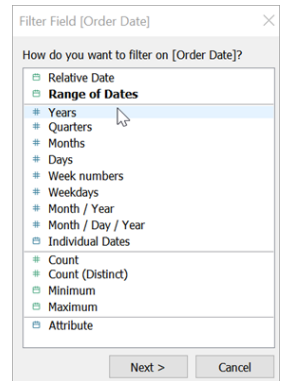 Filter Field [Order Date]
How do you want to filter on [Order Date]?
Relative Date
Range of Dates
Years
Quarters
Months
Days
Week numbers
Weekdays
Month / Year
Month / Day / Year
Individual Dates
Count
Count (Distinct)
Minimum
Maximum
Attribute
Next > Cancel